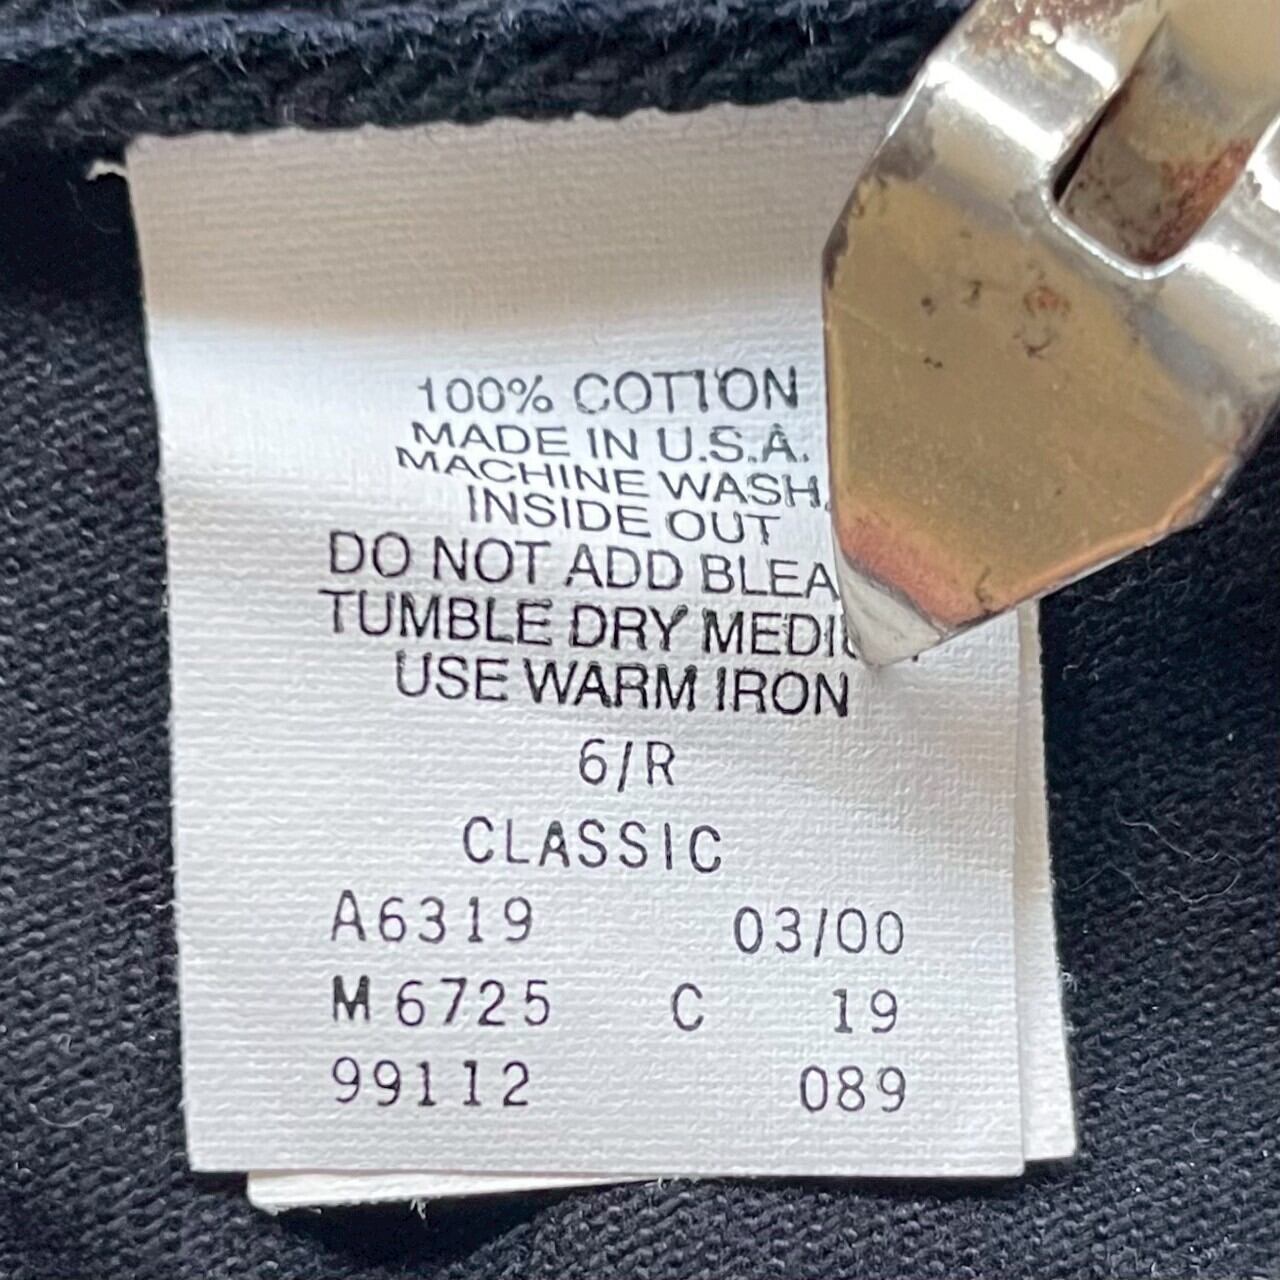 100% COTTON
MADE IN U.S.A.
MACHINE WASH,
INSIDE OUT
DO NOT ADD BLEA
TUMBLE DRY MEDI
USE WARM IRON
6/R
CLASSIC
A6319 03/00
M6725 C 19
99112 089